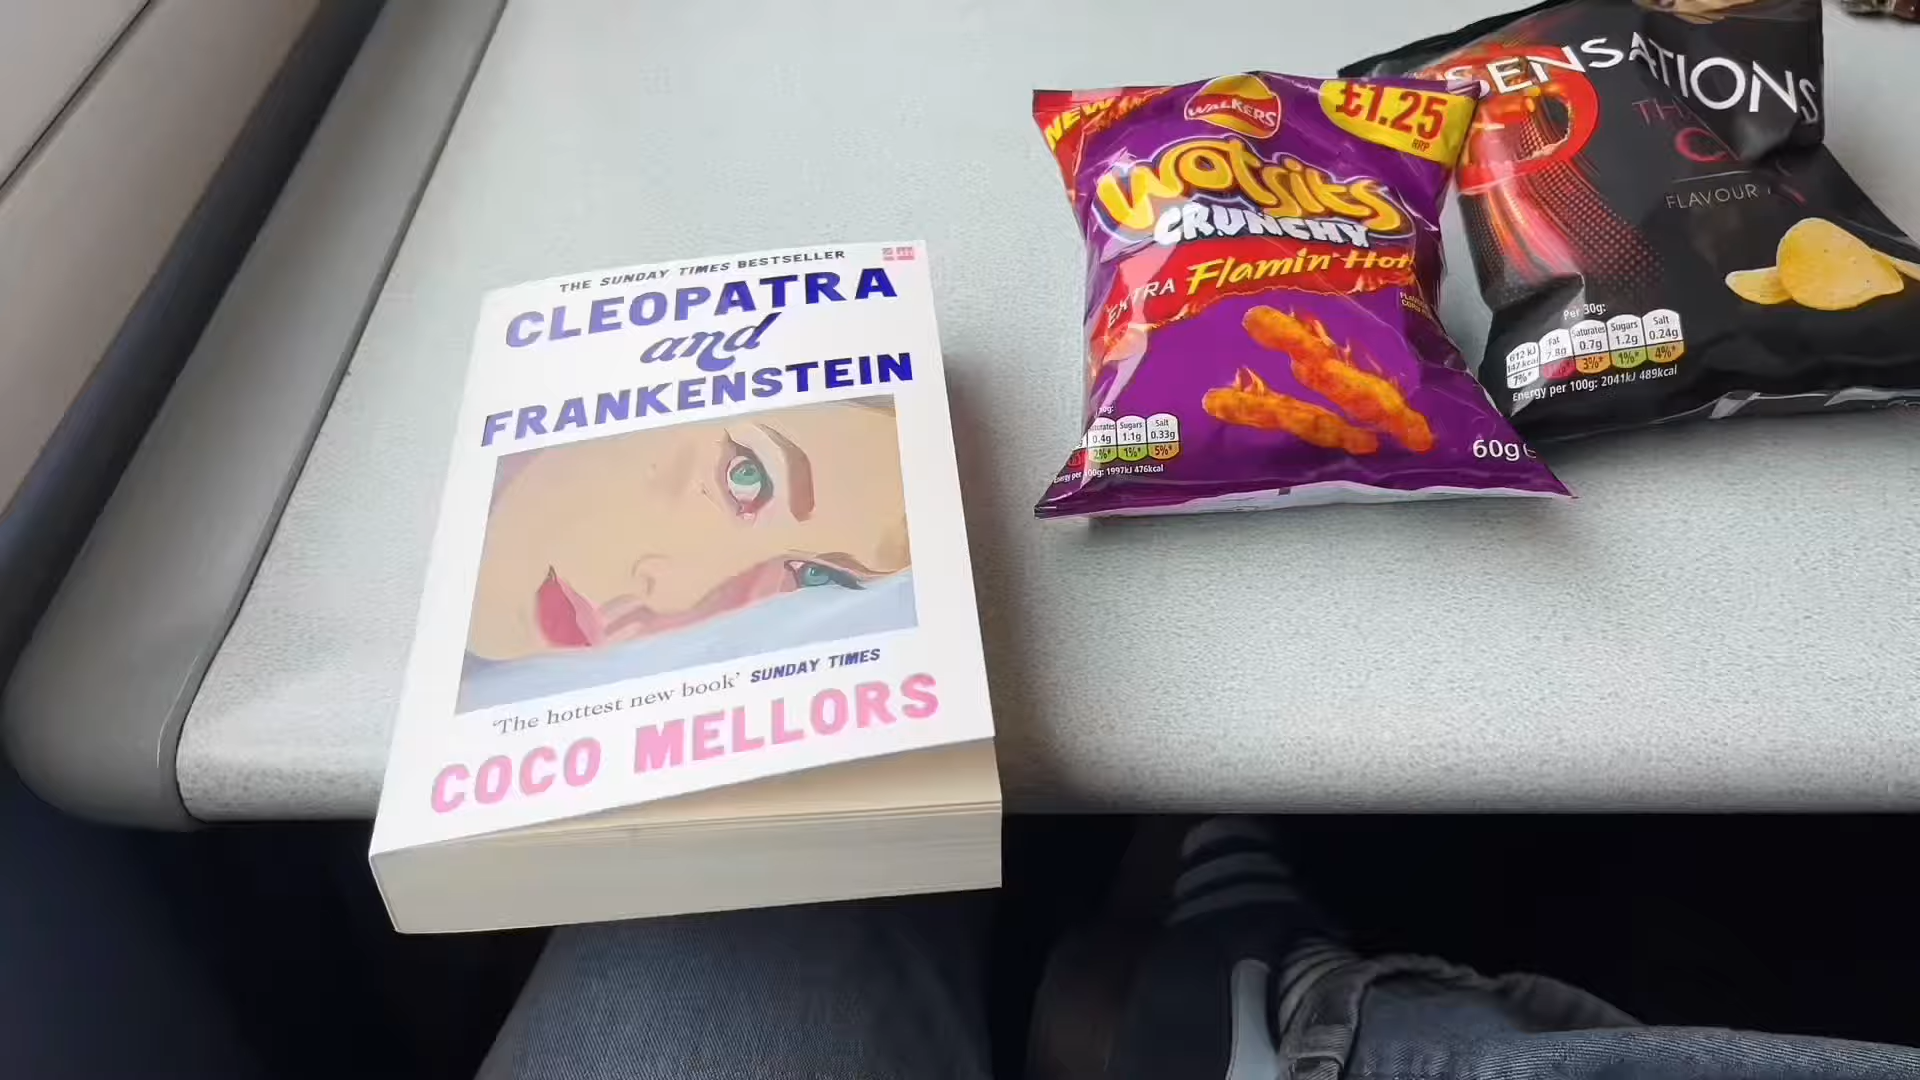 THE SUNDAY TIMES BESTSELLER
CLEOPATRA
and
FRANKENSTEIN
'The hottest new book' SUNDAY TIMES
COCO MELLORS
NEW
WALKERS
£1.25
RRP
WOTSITS
CRUNCHY
Flamin' Hot
Saturates Sugars Salt
0.4g 1.1g 0.33g
2%* 1%* 5%*
Energy per 100g: 1997kJ 476kcal
60g e
SENSATIONS
FLAVOUR
Per 30g:
Fat Saturates Sugars Salt
612 kJ 7.8g 0.7g 1.2g 0.24g
147 kcal
7%* 3%* 1%* 4%*
Energy per 100g: 2041kJ 489kcal